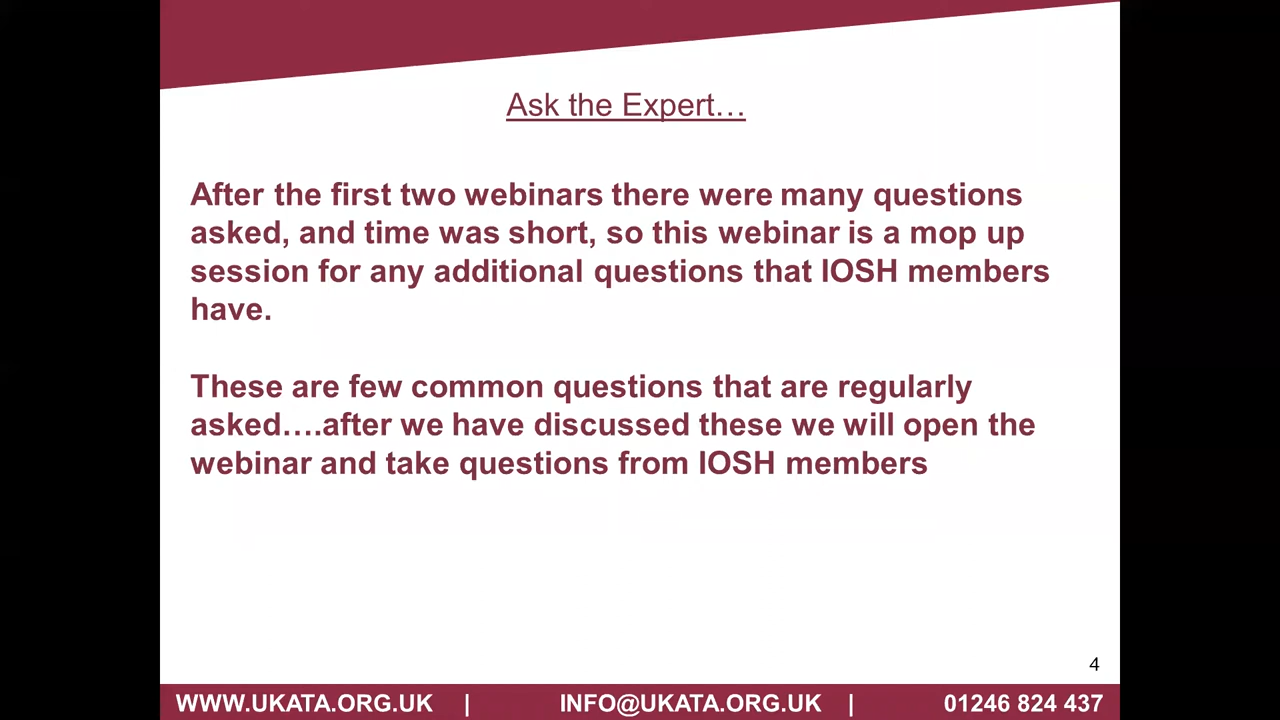 Ask the Expert…
After the first two webinars there were many questions
asked, and time was short, so this webinar is a mop up
session for any additional questions that IOSH members
have.
These are few common questions that are regularly
asked….after we have discussed these we will open the
webinar and take questions from IOSH members
4
WWW.UKATA.ORG.UK | INFO@UKATA.ORG.UK | 01246 824 437